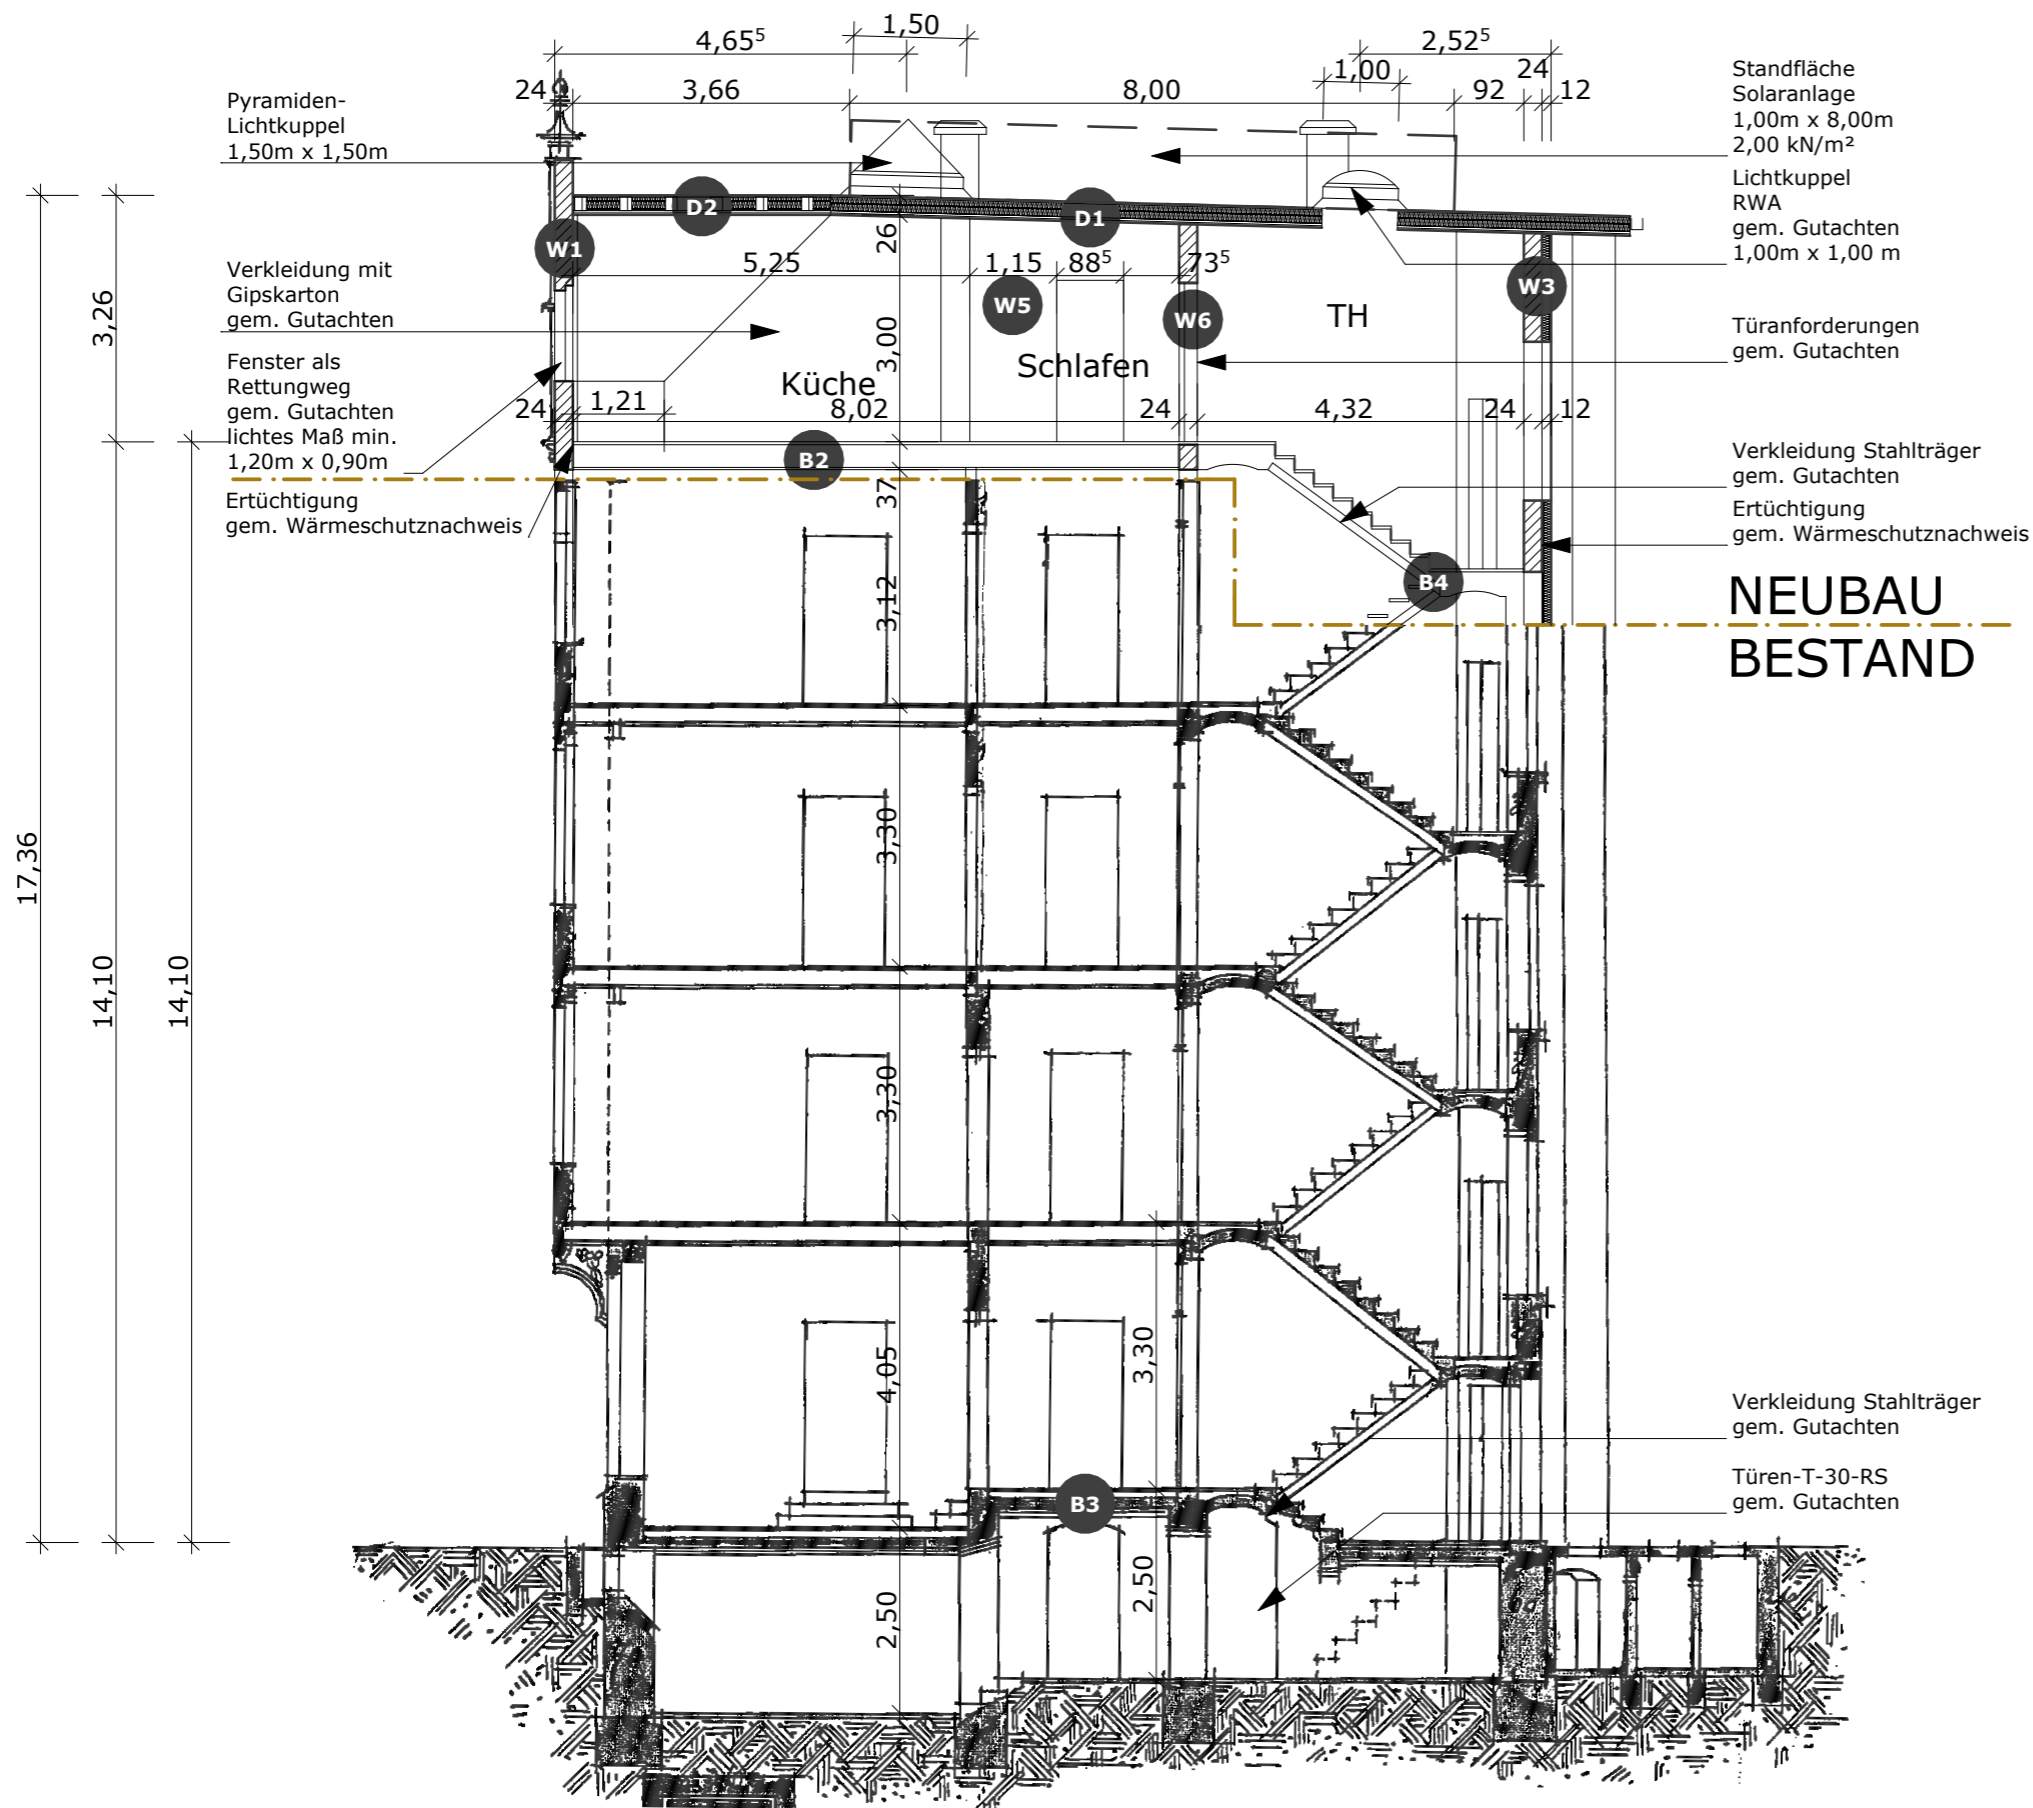 1,50
4,65⁵
2,52⁵
24
3,66
8,00
1,00
92
24
12
Pyramiden-
Lichtkuppel
1,50m x 1,50m
Standfläche
Solaranlage
1,00m x 8,00m
2,00 kN/m²
Lichtkuppel
RWA
gem. Gutachten
1,00m x 1,00 m
D2
D1
W1
W3
26
5,25
1,15
88⁵
73⁵
W5
W6
TH
Verkleidung mit
Gipskarton
gem. Gutachten
3,26
3,00
Türanforderungen
gem. Gutachten
Fenster als
Rettungweg
gem. Gutachten
lichtes Maß min.
1,20m x 0,90m
Küche
Schlafen
24
1,21
8,02
24
4,32
24
12
B2
Verkleidung Stahlträger
gem. Gutachten
Ertüchtigung
gem. Wärmeschutznachweis
37
Ertüchtigung
gem. Wärmeschutznachweis
B4
3,12
NEUBAU
BESTAND
17,36
3,30
14,10
14,10
3,30
4,05
3,30
Verkleidung Stahlträger
gem. Gutachten
Türen-T-30-RS
gem. Gutachten
B3
2,50
2,50